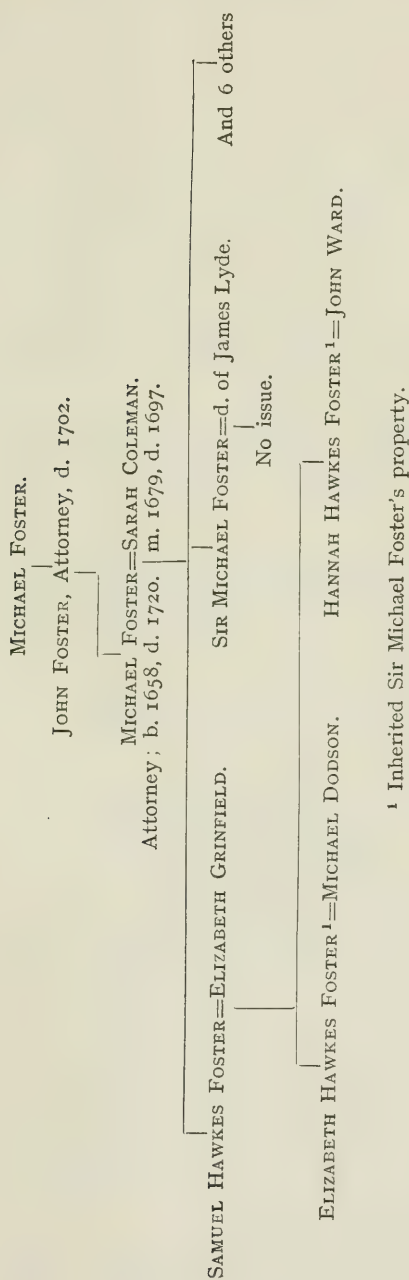 MICHAEL FOSTER.
JOHN FOSTER, Attorney, d. 1702.
MICHAEL FOSTER=SARAH COLEMAN.
Attorney; b. 1658, d. 1720. m. 1679, d. 1697.
SAMUEL HAWKES FOSTER=ELIZABETH GRINFIELD.
SIR MICHAEL FOSTER=d. of James Lyde.
No issue.
And 6 others
ELIZABETH HAWKES FOSTER¹=MICHAEL DODSON.
HANNAH HAWKES FOSTER¹=JOHN WARD.
¹ Inherited Sir Michael Foster's property.